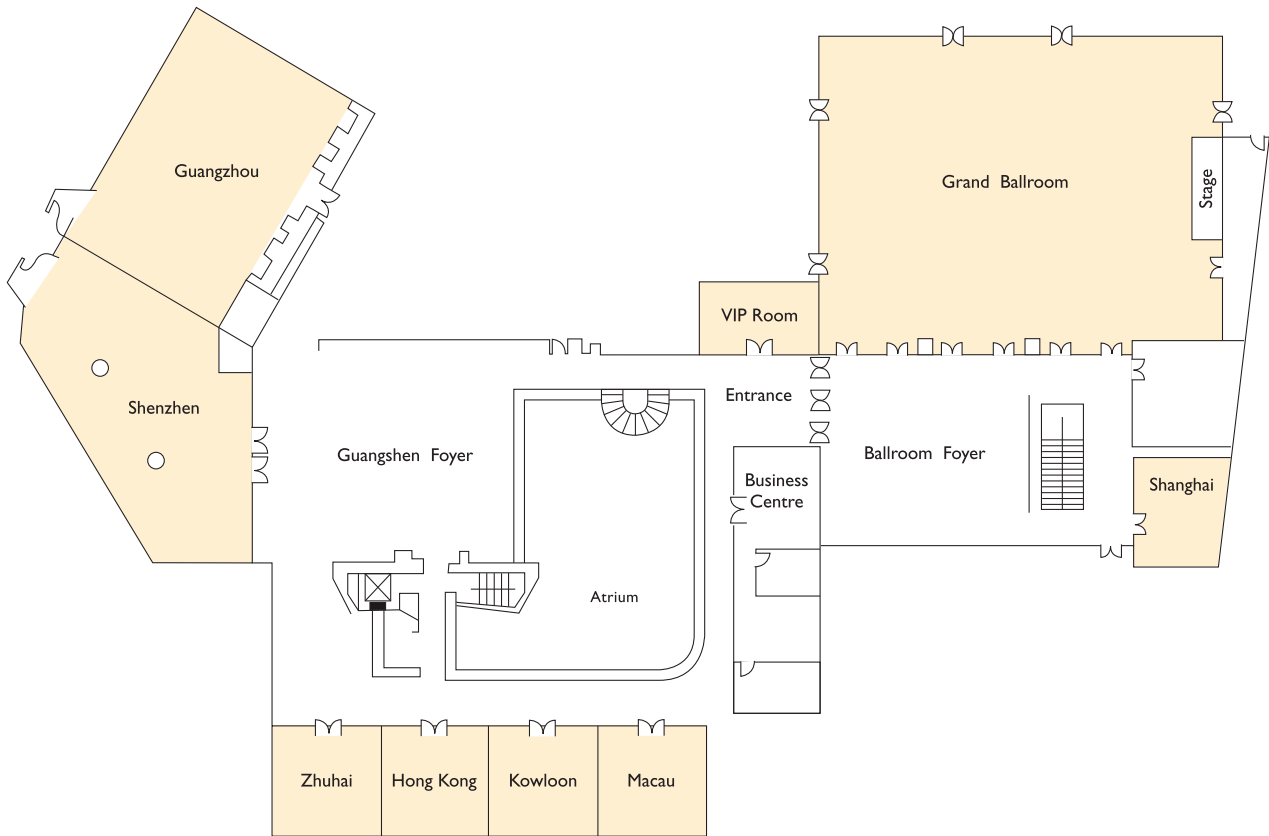 Guangzhou
Grand Ballroom
Stage
VIP Room
Entrance
Shenzhen
Guangshen Foyer
Ballroom Foyer
Business
Centre
Shanghai
Atrium
Zhuhai
Hong Kong
Kowloon
Macau